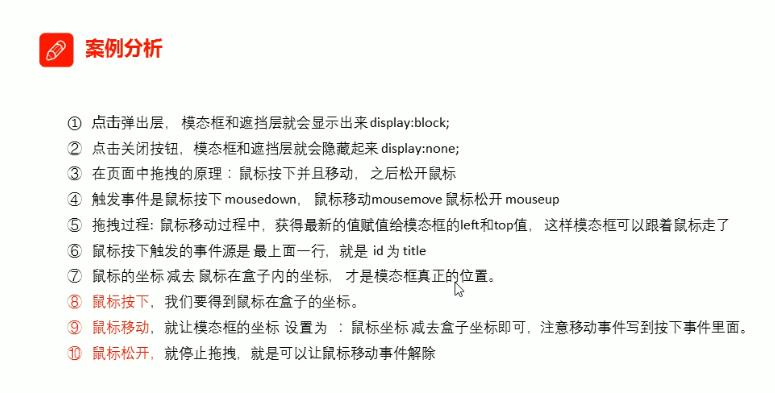 案例分析
① 点击弹出层， 模态框和遮挡层就会显示出来 display:block;
② 点击关闭按钮，模态框和遮挡层就会隐藏起来 display:none;
③ 在页面中拖拽的原理 ：鼠标按下并且移动， 之后松开鼠标
④ 触发事件是鼠标按下 mousedown， 鼠标移动mousemove 鼠标松开 mouseup
⑤ 拖拽过程: 鼠标移动过程中，获得最新的值赋值给模态框的left和top值， 这样模态框可以跟着鼠标走了
⑥ 鼠标按下触发的事件源是 最上面一行，就是 id 为 title
⑦ 鼠标的坐标 减去 鼠标在盒子内的坐标， 才是模态框真正的位置。
⑧ 鼠标按下，我们要得到鼠标在盒子的坐标。
⑨ 鼠标移动，就让模态框的坐标 设置为 ：鼠标坐标 减去盒子坐标即可，注意移动事件写到按下事件里面。
⑩ 鼠标松开，就停止拖拽，就是可以让鼠标移动事件解除